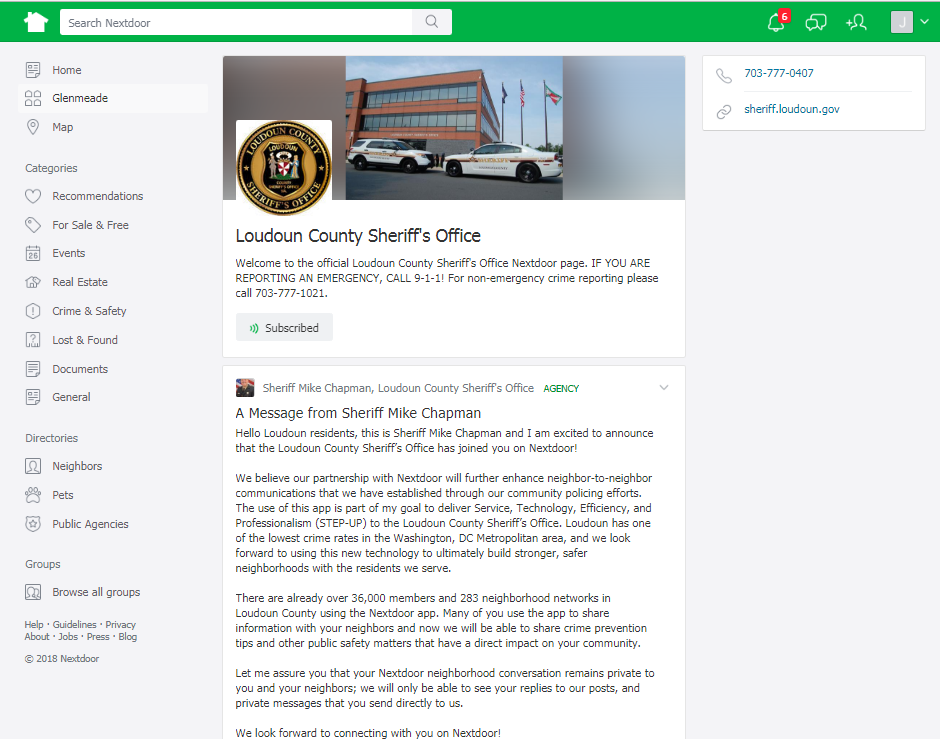 Search Nextdoor
6
J
Home
Glenmeade
Map
Categories
Recommendations
For Sale & Free
26
Events
Real Estate
Crime & Safety
Lost & Found
Documents
General
Directories
Neighbors
Pets
Public Agencies
Groups
Browse all groups
Help · Guidelines · Privacy
About · Jobs · Press · Blog
© 2018 Nextdoor
LOUDOUN COUNTY
LOUDOUN
SHERIFF'S OFFICE
Loudoun County Sheriff's Office
Welcome to the official Loudoun County Sheriff's Office Nextdoor page. IF YOU ARE
REPORTING AN EMERGENCY, CALL 9-1-1! For non-emergency crime reporting please
call 703-777-1021.
Subscribed
Sheriff Mike Chapman, Loudoun County Sheriff's Office AGENCY
A Message from Sheriff Mike Chapman
Hello Loudoun residents, this is Sheriff Mike Chapman and I am excited to announce
that the Loudoun County Sheriff’s Office has joined you on Nextdoor!
We believe our partnership with Nextdoor will further enhance neighbor-to-neighbor
communications that we have established through our community policing efforts.
The use of this app is part of my goal to deliver Service, Technology, Efficiency, and
Professionalism (STEP-UP) to the Loudoun County Sheriff’s Office. Loudoun has one
of the lowest crime rates in the Washington, DC Metropolitan area, and we look
forward to using this new technology to ultimately build stronger, safer
neighborhoods with the residents we serve.
There are already over 36,000 members and 283 neighborhood networks in
Loudoun County using the Nextdoor app. Many of you use the app to share
information with your neighbors and now we will be able to share crime prevention
tips and other public safety matters that have a direct impact on your community.
Let me assure you that your Nextdoor neighborhood conversation remains private to
you and your neighbors; we will only be able to see your replies to our posts, and
private messages that you send directly to us.
We look forward to connecting with you on Nextdoor!
703-777-0407
sheriff.loudoun.gov